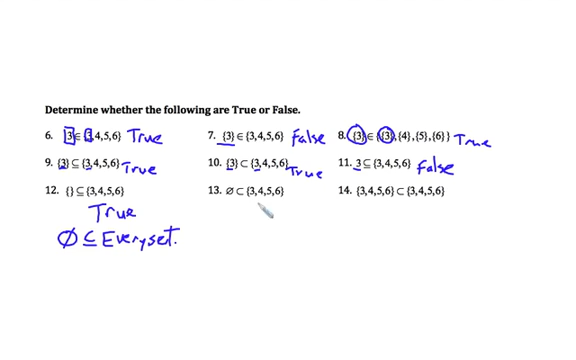 Determine whether the following are True or False.
6. 3 ∈ {3,4,5,6} True 7. {3} ∈ {3,4,5,6} False 8. {3} ∈ {{3},{4},{5},{6}} True
9. {3} ⊆ {3,4,5,6} True 10. {3} ⊂ {3,4,5,6} True 11. 3 ⊆ {3,4,5,6} False
12. {} ⊆ {3,4,5,6} 13. ∅ ⊂ {3,4,5,6} 14. {3,4,5,6} ⊂ {3,4,5,6}
True
∅ ⊆ Every set.